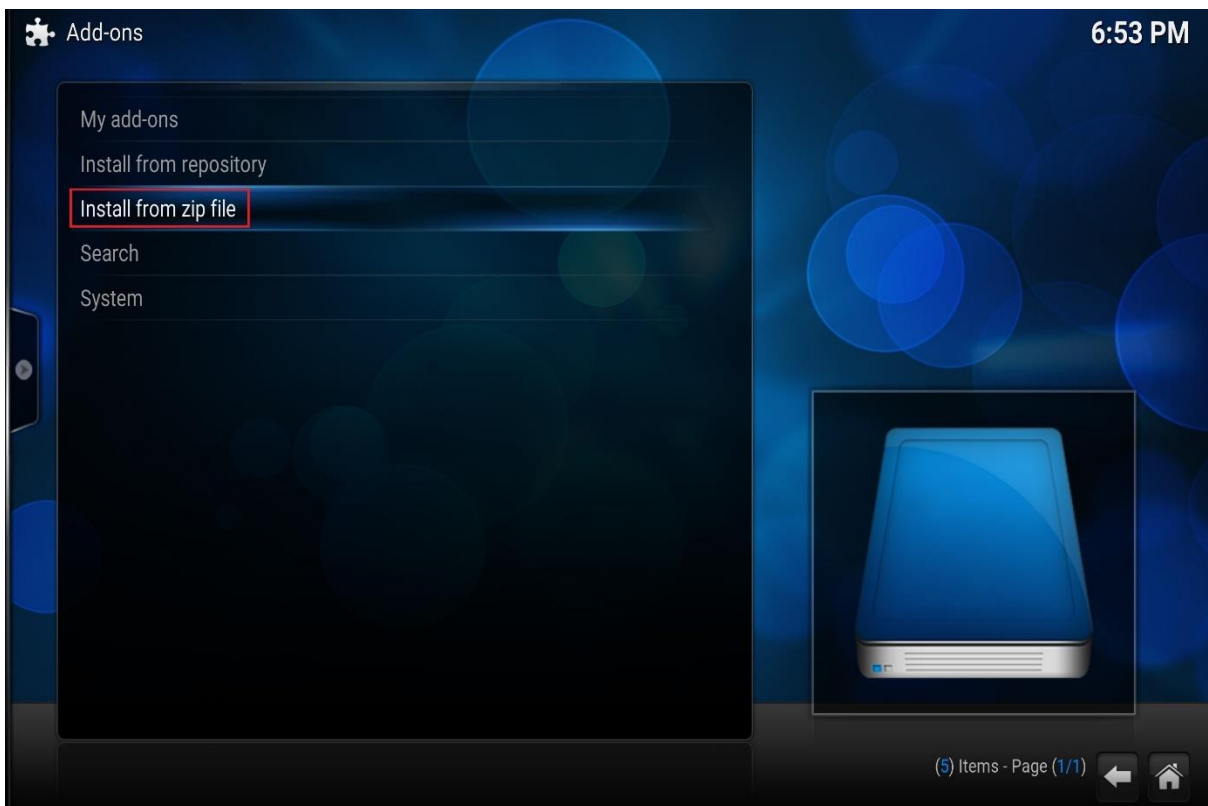 Add-ons
6:53 PM
My add-ons
Install from repository
Install from zip file
Search
System
(5) Items - Page (1/1)